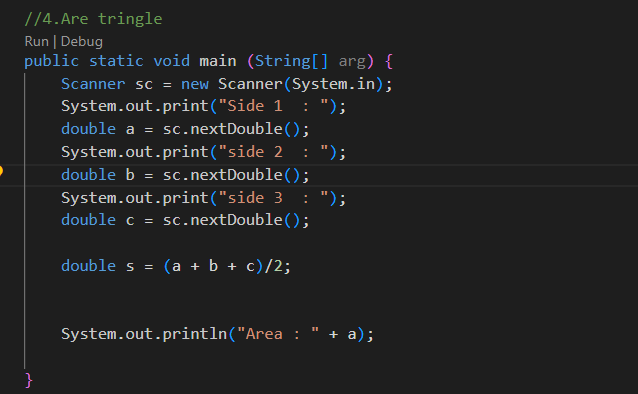 //4.Are tringle
Run | Debug
public static void main (String[] arg) {
Scanner sc = new Scanner(System.in);
System.out.print("Side 1  : ");
double a = sc.nextDouble();
System.out.print("side 2  : ");
double b = sc.nextDouble();
System.out.print("side 3  : ");
double c = sc.nextDouble();
double s = (a + b + c)/2;
System.out.println("Area : " + a);
}